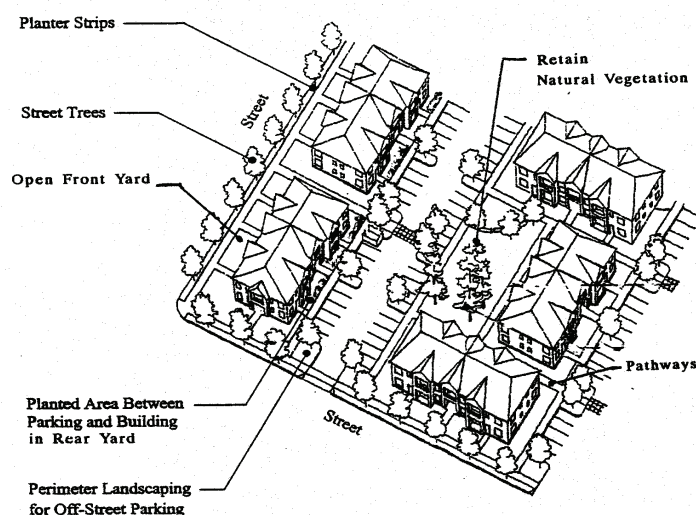 Planter Strips
Street
Retain
Natural Vegetation
Street Trees
Open Front Yard
Pathways
Planted Area Between
Parking and Building
in Rear Yard
Street
Perimeter Landscaping
for Off-Street Parking